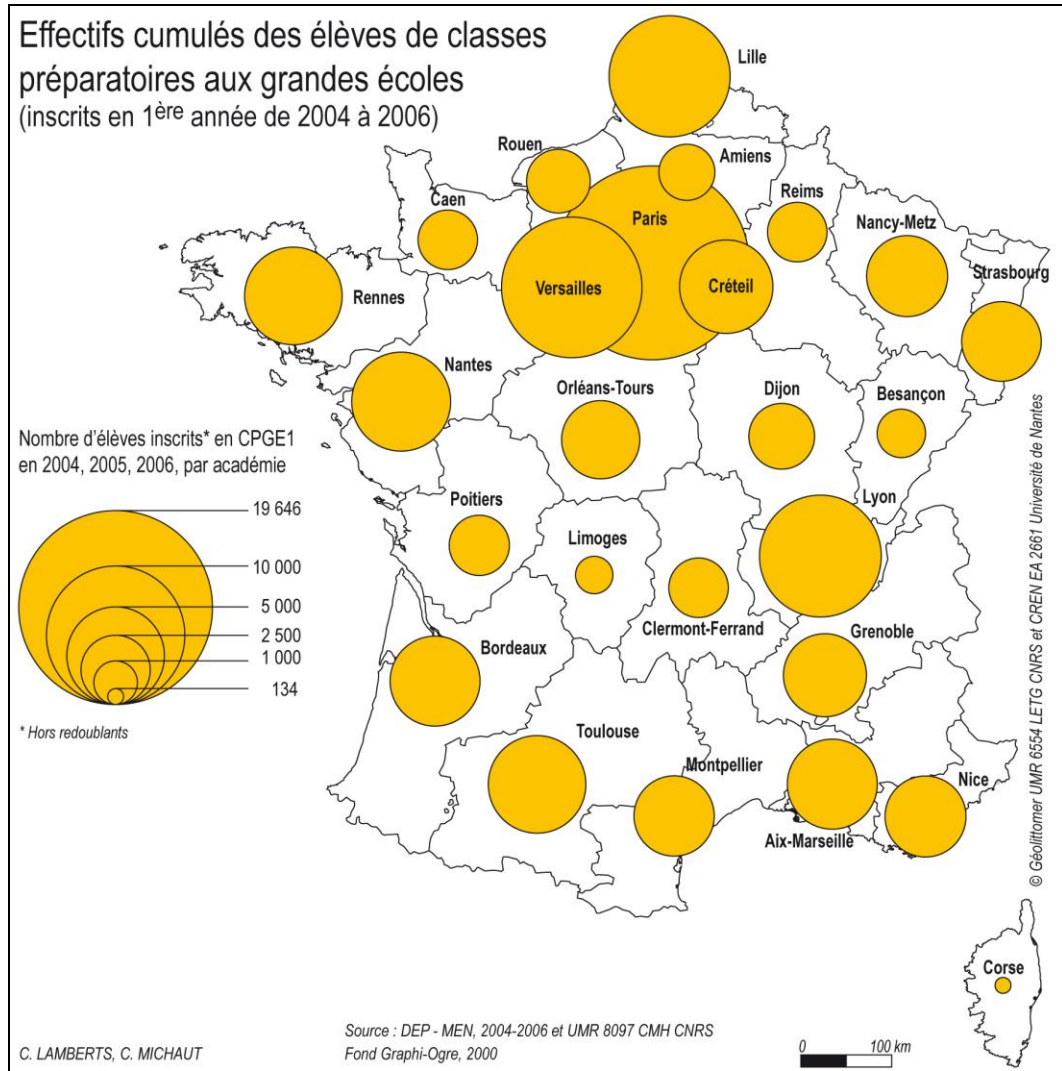 Effectifs cumulés des élèves de classes
préparatoires aux grandes écoles
(inscrits en 1ère année de 2004 à 2006)
Lille
Rouen
Amiens
Caen
Paris
Reims
Nancy-Metz
Strasbourg
Rennes
Versailles
Créteil
Nantes
Orléans-Tours
Dijon
Besançon
Nombre d'élèves inscrits* en CPGE1
en 2004, 2005, 2006, par académie
19 646
10 000
5 000
2 500
1 000
134
* Hors redoublants
Poitiers
Limoges
Lyon
Clermont-Ferrand
Bordeaux
Grenoble
Toulouse
Montpellier
Aix-Marseille
Nice
Corse
© Géolittomer UMR 6554 LETG CNRS et CREN EA 2661 Université de Nantes
C. LAMBERTS, C. MICHAUT
Source : DEP - MEN, 2004-2006 et UMR 8097 CMH CNRS
Fond Graphi-Ogre, 2000
0 100 km